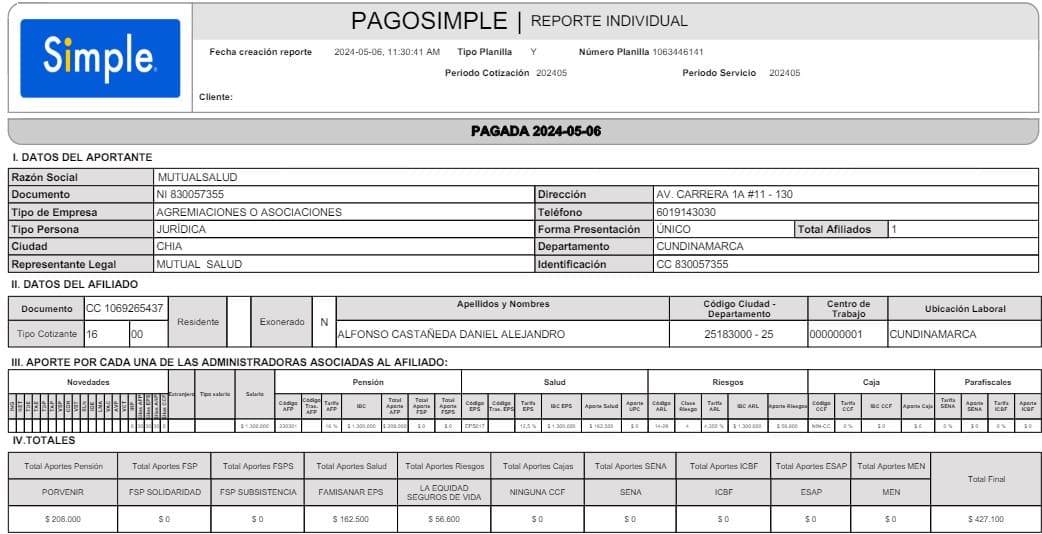 Simple.
PAGOSIMPLE | REPORTE INDIVIDUAL
Fecha creación reporte 2024-05-06, 11:30:41 AM Tipo Planilla Y Número Planilla 1063446141
Periodo Cotización 202405 Periodo Servicio 202405
Cliente:
PAGADA 2024-05-06
I. DATOS DEL APORTANTE
Razón Social MUTUALSALUD
Documento NI 830057355 Dirección AV. CARRERA 1A #11 - 130
Tipo de Empresa AGREMIACIONES O ASOCIACIONES Teléfono 6019143030
Tipo Persona JURÍDICA Forma Presentación ÚNICO Total Afiliados 1
Ciudad CHIA Departamento CUNDINAMARCA
Representante Legal MUTUAL SALUD Identificación CC 830057355
II. DATOS DEL AFILIADO
Documento CC 1069265437 Residente Exonerado N Apellidos y Nombres Código Ciudad - Departamento Centro de Trabajo Ubicación Laboral
Tipo Cotizante 16 00 ALFONSO CASTAÑEDA DANIEL ALEJANDRO 25183000 - 25 000000001 CUNDINAMARCA
III. APORTE POR CADA UNA DE LAS ADMINISTRADORAS ASOCIADAS AL AFILIADO:
Novedades Extranjero Tipo salario Salario Pensión Salud Riesgos Caja Parafiscales
Código AFP Código Tras. AFP Tarifa AFP IBC Total Aporte AFP Total Aporte FSP Total Aporte FSPS Código EPS Código Tras. EPS Tarifa EPS IBC EPS Aporte Salud Aporte UPC Código ARL Clase Riesgo Tarifa ARL IBC ARL Aporte Riesgos Código CCF Tarifa CCF IBC CCF Aporte Caja Tarifa SENA Aporte SENA Tarifa ICBF Aporte ICBF
$ 1.300.000 230301 16 % $ 1.300.000 $ 208.000 $ 0 $ 0 EPS017 12,5 % $ 1.300.000 $ 162.500 $ 0 14-28 4 4,350 % $ 1.300.000 $ 56.600 NIN-CC 0 % $ 0 $ 0 0 % $ 0 0 % $ 0
IV.TOTALES
Total Aportes Pensión Total Aportes FSP Total Aportes FSPS Total Aportes Salud Total Aportes Riesgos Total Aportes Cajas Total Aportes SENA Total Aportes ICBF Total Aportes ESAP Total Aportes MEN Total Final
PORVENIR FSP SOLIDARIDAD FSP SUBSISTENCIA FAMISANAR EPS LA EQUIDAD SEGUROS DE VIDA NINGUNA CCF SENA ICBF ESAP MEN
$ 208.000 $ 0 $ 0 $ 162.500 $ 56.600 $ 0 $ 0 $ 0 $ 0 $ 0 $ 427.100